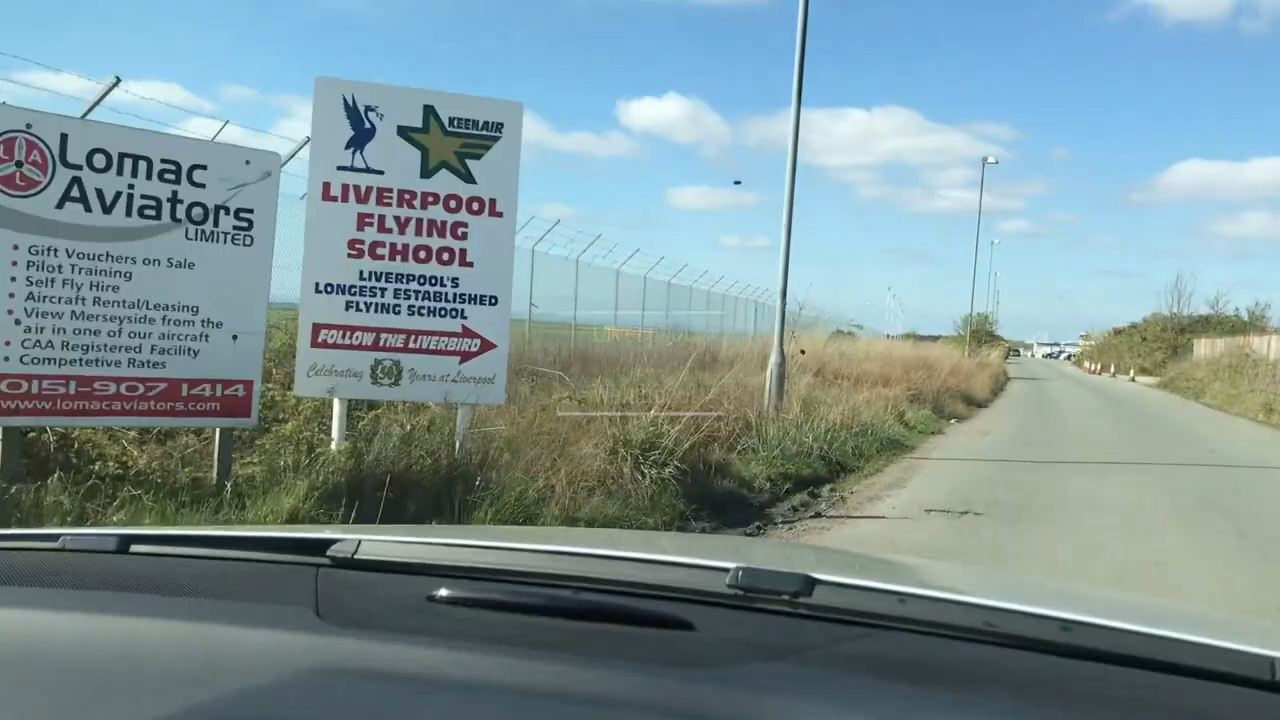 LAL
Lomac
Aviators
LIMITED
Gift Vouchers on Sale
Pilot Training
Self Fly Hire
Aircraft Rental/Leasing
View Merseyside from the
air in one of our aircraft
CAA Registered Facility
Competetive Rates
0151-907 1414
www.lomacaviators.com
KEENAIR
LIVERPOOL
FLYING
SCHOOL
LIVERPOOL'S
LONGEST ESTABLISHED
FLYING SCHOOL
FOLLOW THE LIVERBIRD
Celebrating 50 Years at Liverpool